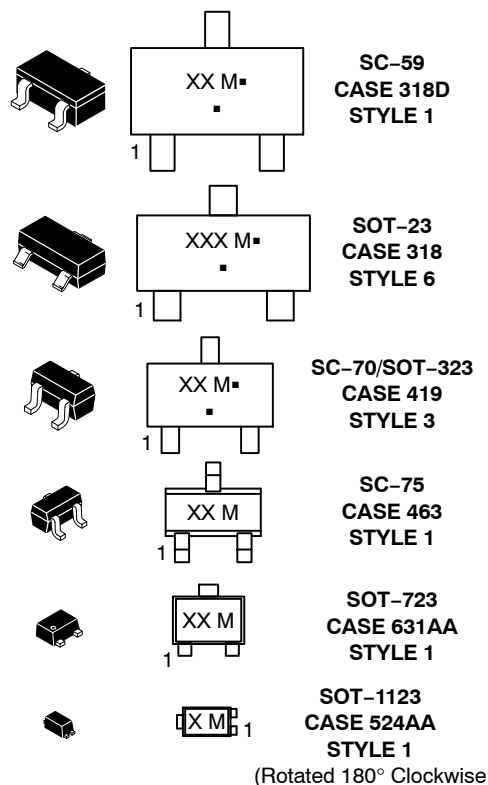 XX M▪
▪
1
SC−59
CASE 318D
STYLE 1
XXX M▪
▪
1
SOT−23
CASE 318
STYLE 6
XX M▪
▪
1
SC−70/SOT−323
CASE 419
STYLE 3
XX M
1
SC−75
CASE 463
STYLE 1
XX M
1
SOT−723
CASE 631AA
STYLE 1
X M
1
SOT−1123
CASE 524AA
STYLE 1
(Rotated 180° Clockwise